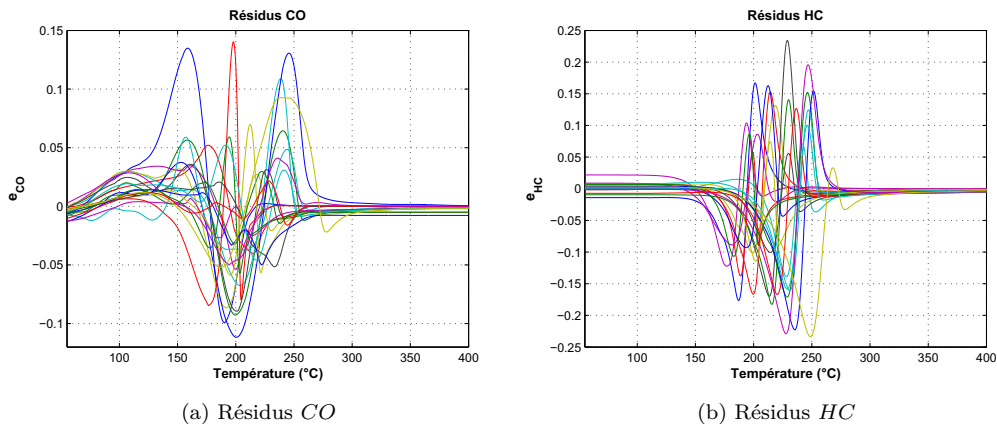 Résidus CO
0.15
0.1
0.05
0
−0.05
−0.1
e_CO
100 150 200 250 300 350 400
Température (°C)
(a) Résidus CO
Résidus HC
0.25
0.2
0.15
0.1
0.05
0
−0.05
−0.1
−0.15
−0.2
−0.25
e_HC
100 150 200 250 300 350 400
Température (°C)
(b) Résidus HC